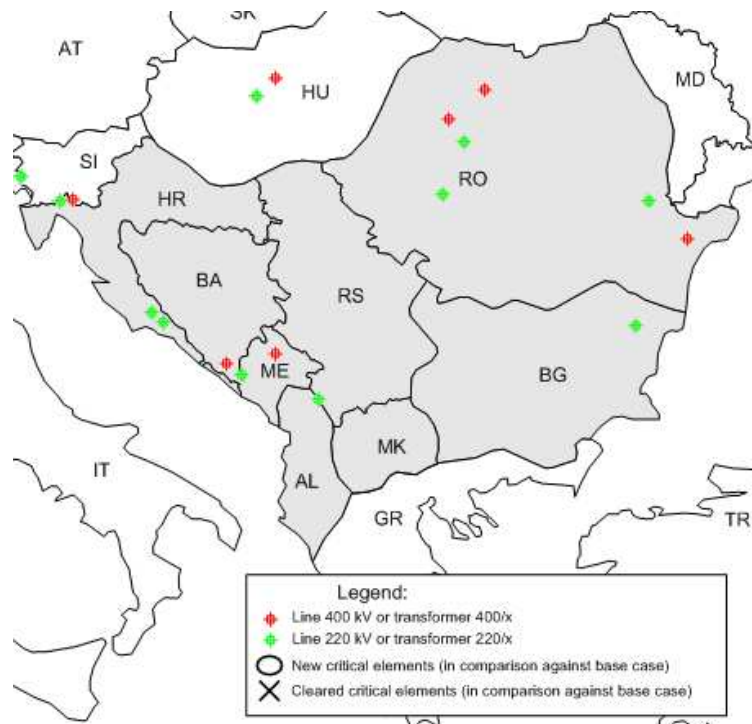 SK
AT
MD
HU
SI
RO
HR
BA
RS
ME
BG
MK
IT
AL
GR
TR
Legend:
Line 400 kV or transformer 400/x
Line 220 kV or transformer 220/x
New critical elements (in comparison against base case)
Cleared critical elements (in comparison against base case)